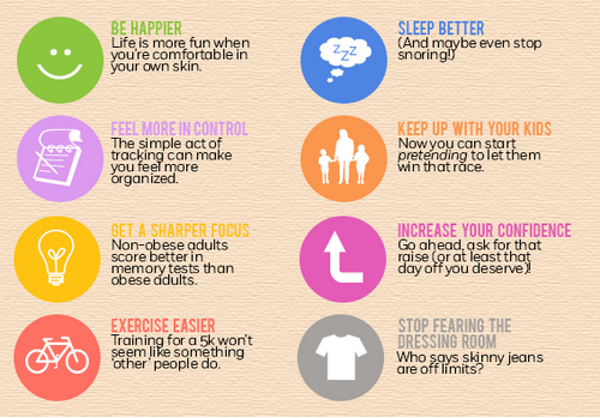 BE HAPPIER
Life is more fun when
you're comfortable in
your own skin.
FEEL MORE IN CONTROL
The simple act of
tracking can make
you feel more
organized.
GET A SHARPER FOCUS
Non-obese adults
score better in
memory tests than
obese adults.
EXERCISE EASIER
Training for a 5k won't
seem like something
'other' people do.
ZZZ
SLEEP BETTER
(And maybe even stop
snoring!)
KEEP UP WITH YOUR KIDS
Now you can start
pretending to let them
win that race.
INCREASE YOUR CONFIDENCE
Go ahead, ask for that
raise (or at least that
day off you deserve)!
STOP FEARING THE
DRESSING ROOM
Who says skinny jeans
are off limits?